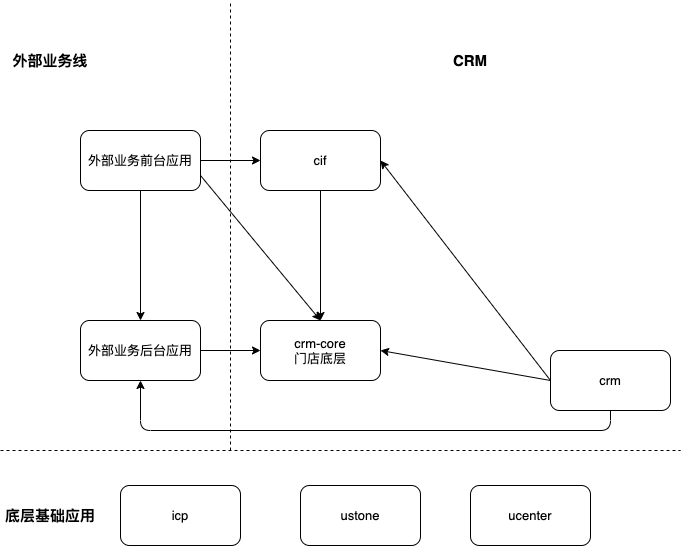 外部业务线
CRM
外部业务前台应用
cif
外部业务后台应用
crm-core
门店底层
crm
底层基础应用
icp
ustone
ucenter